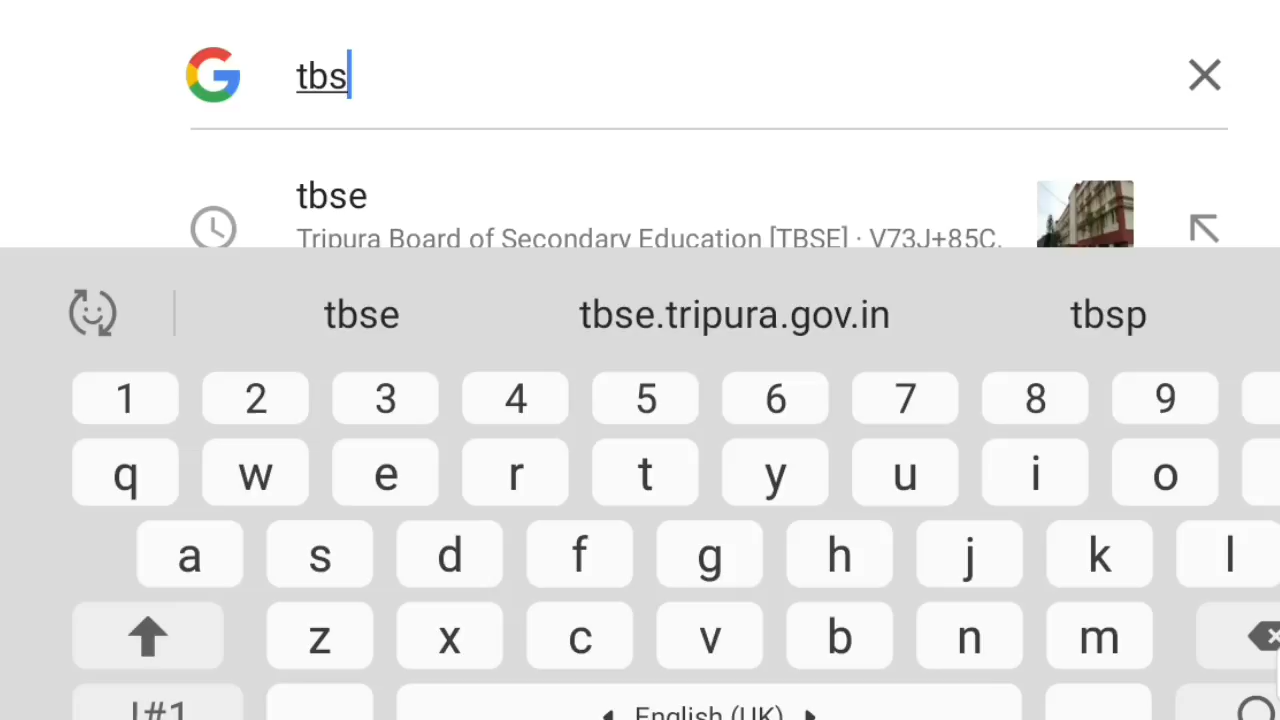 tbs
tbse
Tripura Board of Secondary Education [TBSE] · V73J+85C,
tbse tbse.tripura.gov.in tbsp
1 2 3 4 5 6 7 8 9
q w e r t y u i o
a s d f g h j k l
z x c v b n m
!#1 English (UK)